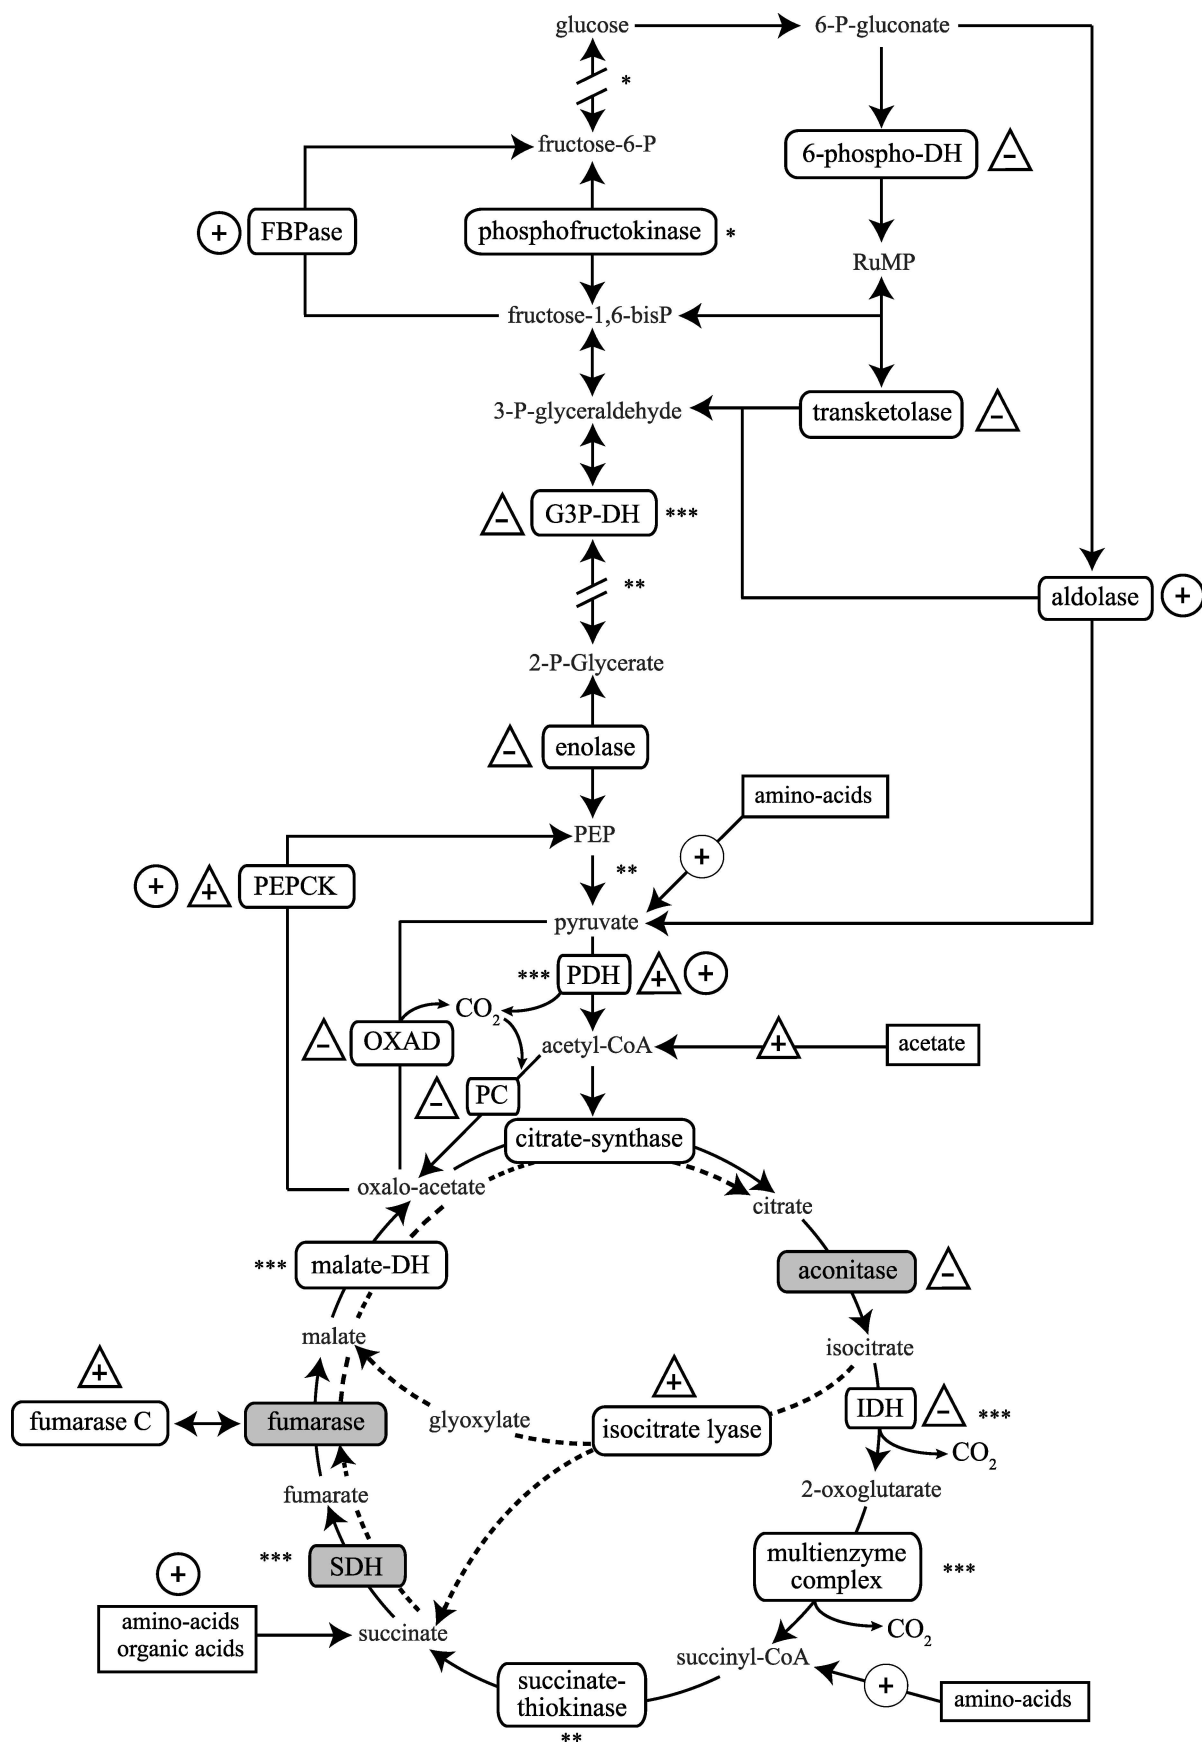 glucose
6-P-gluconate
*
fructose-6-P
6-phospho-DH
−
+
FBPase
phosphofructokinase
*
RuMP
fructose-1,6-bisP
3-P-glyceraldehyde
transketolase
−
−
G3P-DH
***
**
aldolase
+
2-P-Glycerate
−
enolase
amino-acids
PEP
+
+
+
PEPCK
**
pyruvate
***
PDH
+
+
CO2
−
OXAD
acetyl-CoA
+
acetate
−
PC
citrate-synthase
oxalo-acetate
citrate
***
malate-DH
aconitase
−
malate
isocitrate
+
+
fumarase C
fumarase
glyoxylate
isocitrate lyase
IDH
−
***
CO2
fumarate
2-oxoglutarate
***
SDH
multienzyme
complex
***
+
amino-acids
organic acids
succinate
CO2
succinyl-CoA
succinate-
thiokinase
**
+
amino-acids